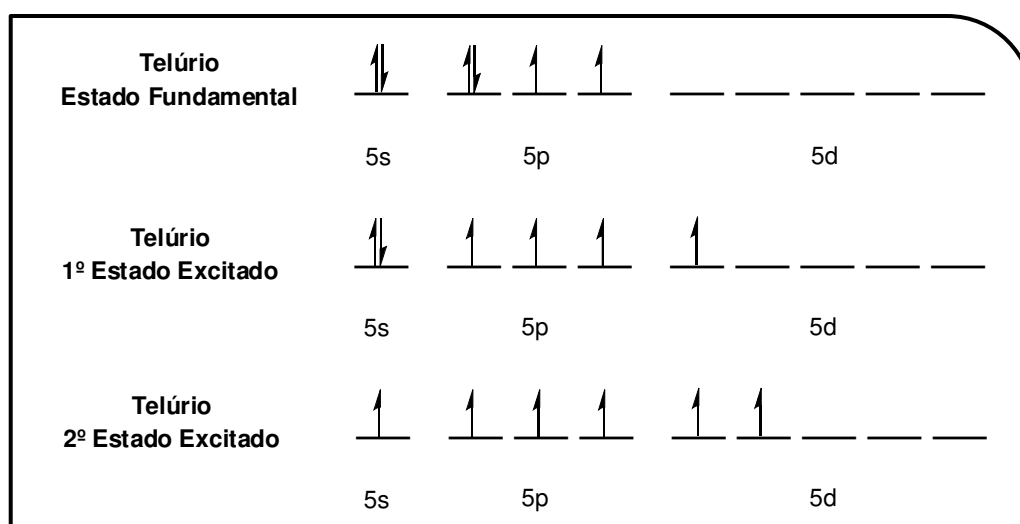 Telúrio
Estado Fundamental
5s 5p 5d
Telúrio
1º Estado Excitado
5s 5p 5d
Telúrio
2º Estado Excitado
5s 5p 5d